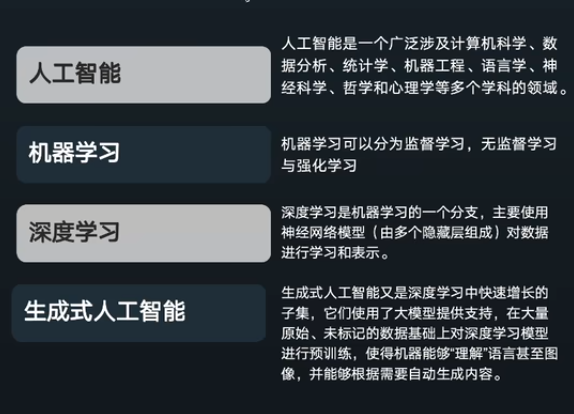 人工智能
人工智能是一个广泛涉及计算机科学、数
据分析、统计学、机器工程、语言学、神
经科学、哲学和心理学等多个学科的领域。
机器学习
机器学习可以分为监督学习，无监督学习
与强化学习
深度学习
深度学习是机器学习的一个分支，主要使用
神经网络模型（由多个隐藏层组成）对数据
进行学习和表示。
生成式人工智能
生成式人工智能又是深度学习中快速增长的
子集，它们使用了大模型提供支持，在大量
原始、未标记的数据基础上对深度学习模型
进行预训练，使得机器能够“理解”语言甚至图
像，并能够根据需要自动生成内容。